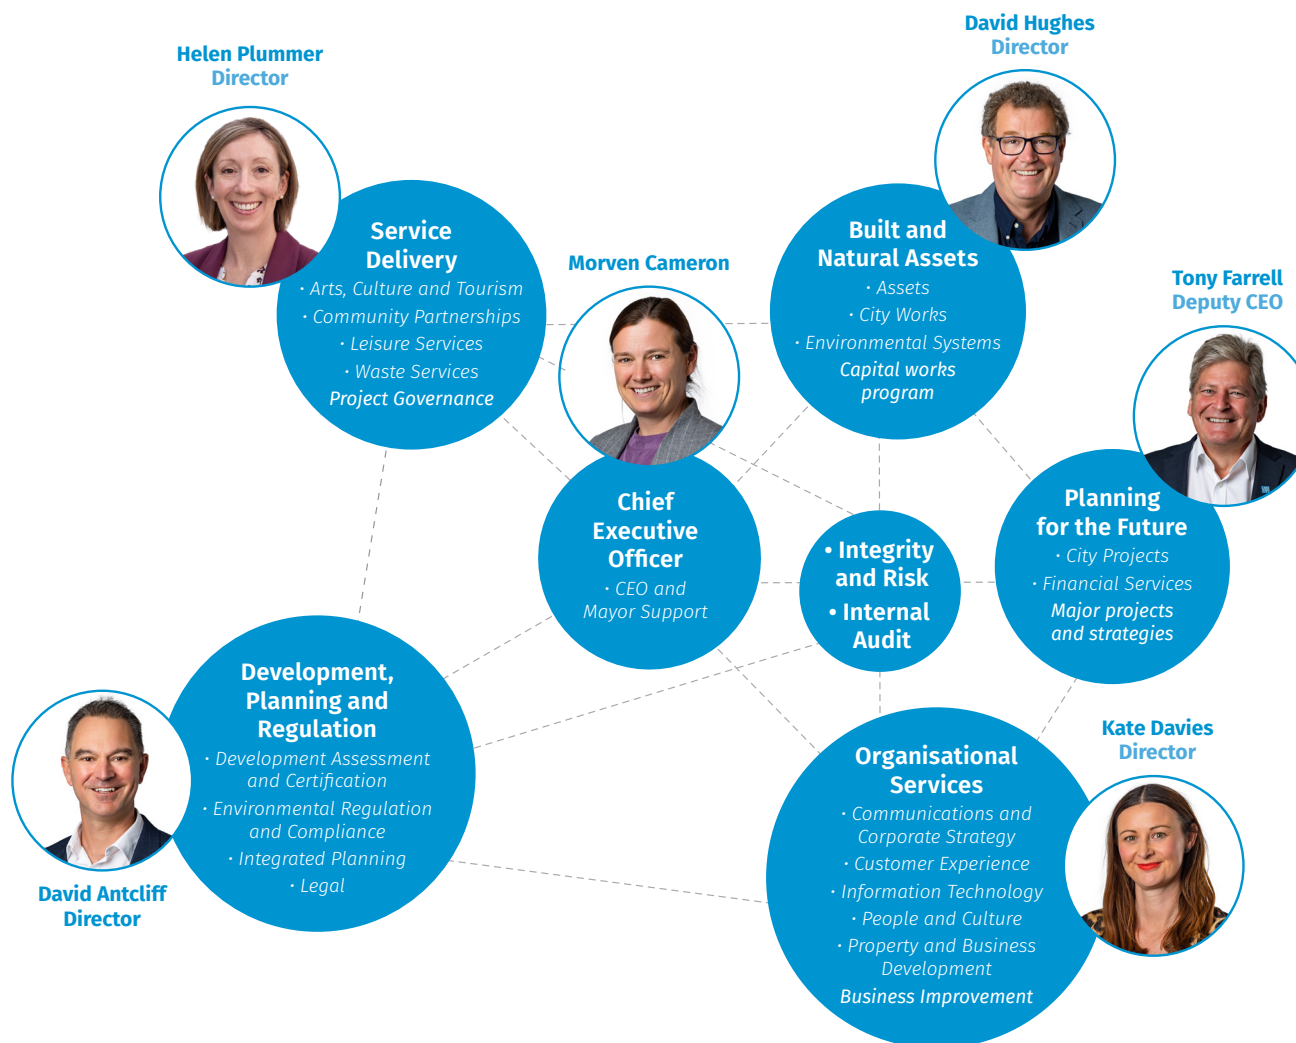 Helen Plummer
Director
Service
Delivery
· Arts, Culture and Tourism
· Community Partnerships
· Leisure Services
· Waste Services
Project Governance
David Hughes
Director
Built and
Natural Assets
· Assets
· City Works
· Environmental Systems
Capital works
program
Morven Cameron
Chief
Executive
Officer
· CEO and
Mayor Support
Tony Farrell
Deputy CEO
Planning
for the Future
· City Projects
· Financial Services
Major projects
and strategies
• Integrity
and Risk
• Internal
Audit
Development,
Planning and
Regulation
· Development Assessment
and Certification
· Environmental Regulation
and Compliance
· Integrated Planning
· Legal
David Antcliff
Director
Kate Davies
Director
Organisational
Services
· Communications and
Corporate Strategy
· Customer Experience
· Information Technology
· People and Culture
· Property and Business
Development
Business Improvement